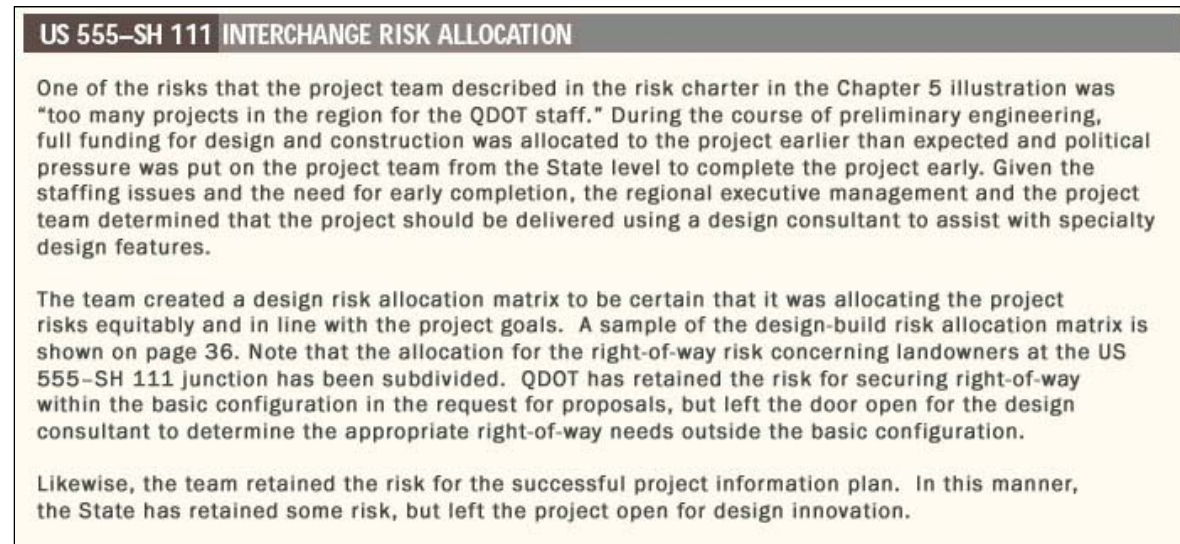 US 555–SH 111 INTERCHANGE RISK ALLOCATION
One of the risks that the project team described in the risk charter in the Chapter 5 illustration was
“too many projects in the region for the QDOT staff.” During the course of preliminary engineering,
full funding for design and construction was allocated to the project earlier than expected and political
pressure was put on the project team from the State level to complete the project early. Given the
staffing issues and the need for early completion, the regional executive management and the project
team determined that the project should be delivered using a design consultant to assist with specialty
design features.
The team created a design risk allocation matrix to be certain that it was allocating the project
risks equitably and in line with the project goals. A sample of the design-build risk allocation matrix is
shown on page 36. Note that the allocation for the right-of-way risk concerning landowners at the US
555–SH 111 junction has been subdivided. QDOT has retained the risk for securing right-of-way
within the basic configuration in the request for proposals, but left the door open for the design
consultant to determine the appropriate right-of-way needs outside the basic configuration.
Likewise, the team retained the risk for the successful project information plan. In this manner,
the State has retained some risk, but left the project open for design innovation.